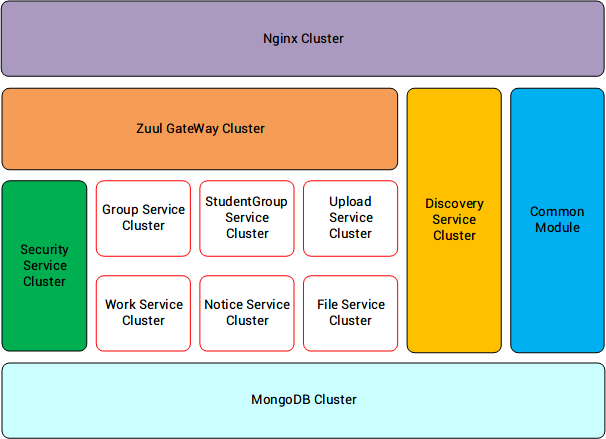 Nginx Cluster
Zuul GateWay Cluster
Discovery
Service
Cluster
Common
Module
Security
Service
Cluster
Group Service
Cluster
StudentGroup
Service
Cluster
Upload
Service
Cluster
Work Service
Cluster
Notice Service
Cluster
File Service
Cluster
MongoDB Cluster